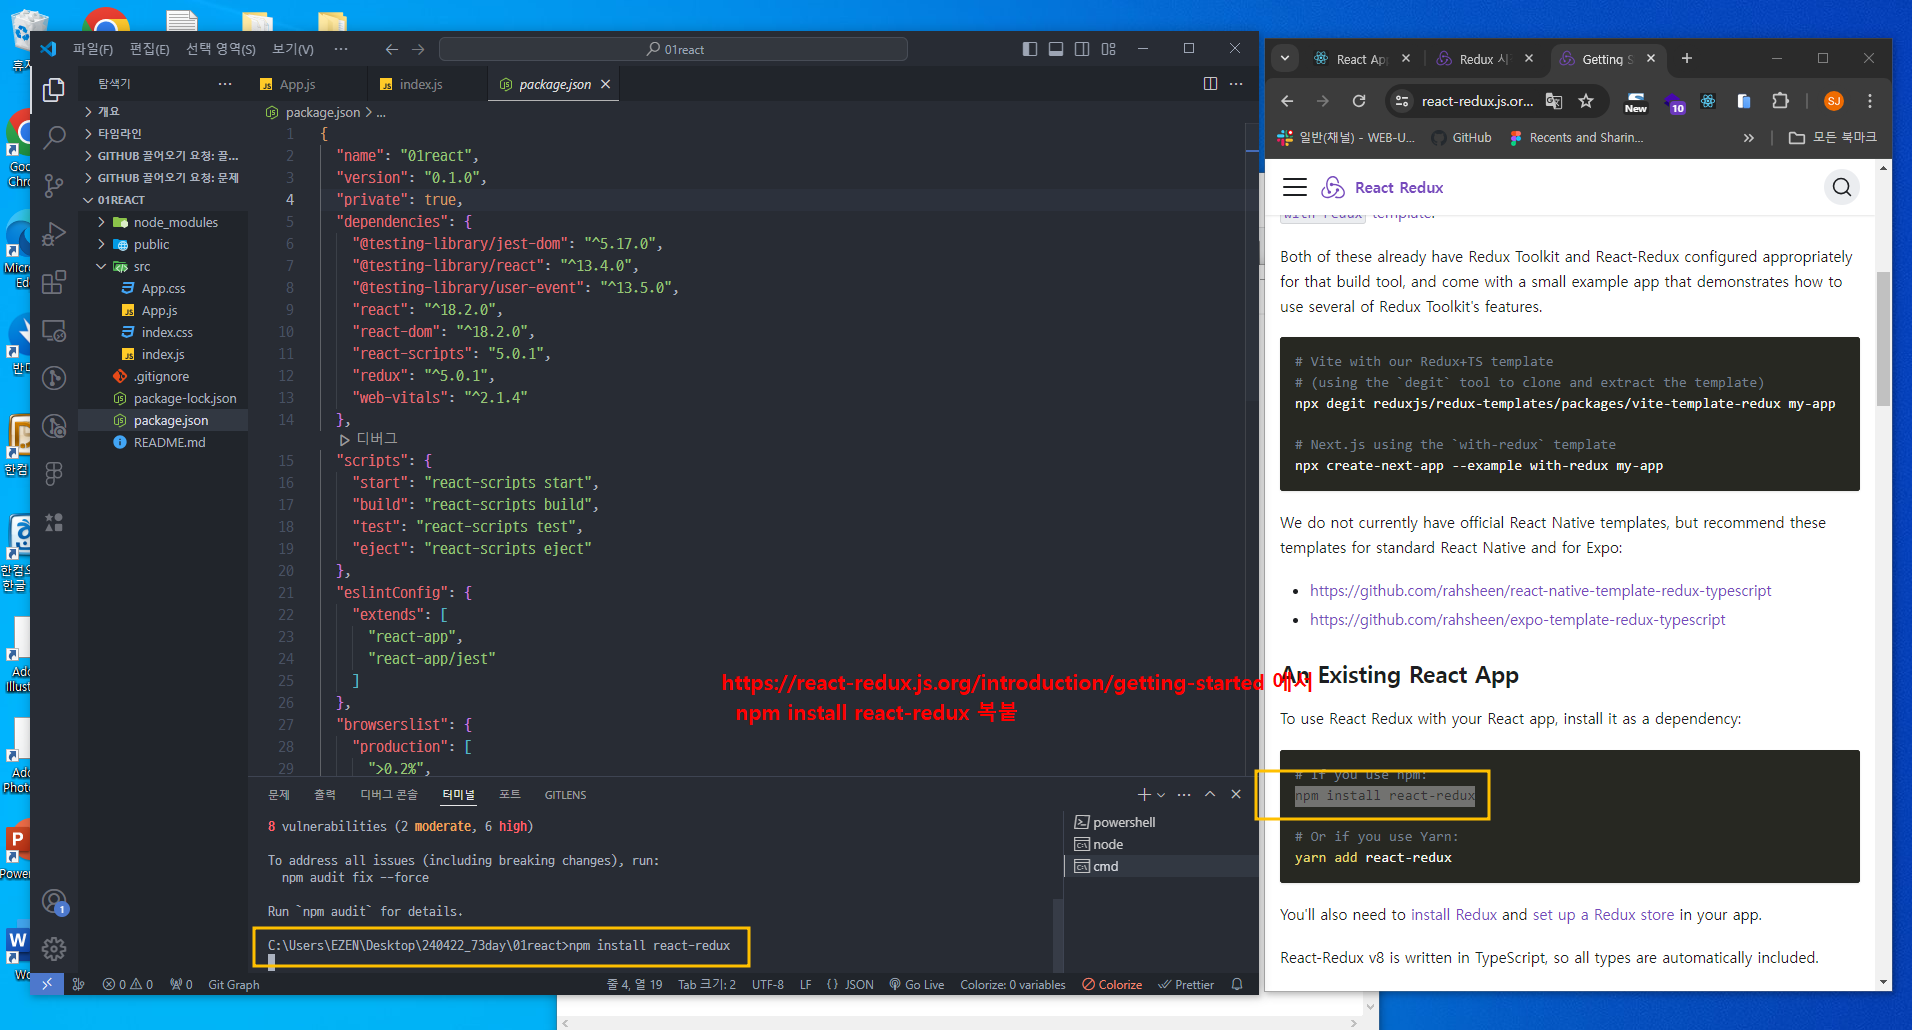 파일(F) 편집(E) 선택 영역(S) 보기(V) ··· 01react
탐색기 ···
개요
타임라인
GITHUB 끌어오기 요청: 끌...
GITHUB 끌어오기 요청: 문제
01REACT
node_modules
public
src
App.css
App.js
index.css
index.js
.gitignore
package-lock.json
package.json
README.md
App.js index.js package.json
package.json > ...
1 {
2 "name": "01react",
3 "version": "0.1.0",
4 "private": true,
5 "dependencies": {
6 "@testing-library/jest-dom": "^5.17.0",
7 "@testing-library/react": "^13.4.0",
8 "@testing-library/user-event": "^13.5.0",
9 "react": "^18.2.0",
10 "react-dom": "^18.2.0",
11 "react-scripts": "5.0.1",
12 "redux": "^5.0.1",
13 "web-vitals": "^2.1.4"
14 },
디버그
15 "scripts": {
16 "start": "react-scripts start",
17 "build": "react-scripts build",
18 "test": "react-scripts test",
19 "eject": "react-scripts eject"
20 },
21 "eslintConfig": {
22 "extends": [
23 "react-app",
24 "react-app/jest"
25 ]
26 },
27 "browserslist": {
28 "production": [
29 ">0.2%",
https://react-redux.js.org/introduction/getting-started 에서
npm install react-redux 복붙
문제 출력 디버그 콘솔 터미널 포트 GITLENS
8 vulnerabilities (2 moderate, 6 high)
To address all issues (including breaking changes), run:
npm audit fix --force
Run `npm audit` for details.
C:\Users\EZEN\Desktop\240422_73day\01react>npm install react-redux
powershell
node
cmd
0 0 0 Git Graph 줄 4, 열 19 Tab 크기: 2 UTF-8 LF {} JSON Go Live Colorize: 0 variables Colorize Prettier
React Ap Redux 시 Getting S
react-redux.js.or... New 10 SJ
일반(채널) - WEB-U... GitHub Recents and Sharin... » 모든 북마크
React Redux
with-redux template.
Both of these already have Redux Toolkit and React-Redux configured appropriately
for that build tool, and come with a small example app that demonstrates how to
use several of Redux Toolkit's features.
# Vite with our Redux+TS template
# (using the `degit` tool to clone and extract the template)
npx degit reduxjs/redux-templates/packages/vite-template-redux my-app
# Next.js using the `with-redux` template
npx create-next-app --example with-redux my-app
We do not currently have official React Native templates, but recommend these
templates for standard React Native and for Expo:
• https://github.com/rahsheen/react-native-template-redux-typescript
• https://github.com/rahsheen/expo-template-redux-typescript
An Existing React App
To use React Redux with your React app, install it as a dependency:
# If you use npm:
npm install react-redux
# Or if you use Yarn:
yarn add react-redux
You'll also need to install Redux and set up a Redux store in your app.
React-Redux v8 is written in TypeScript, so all types are automatically included.